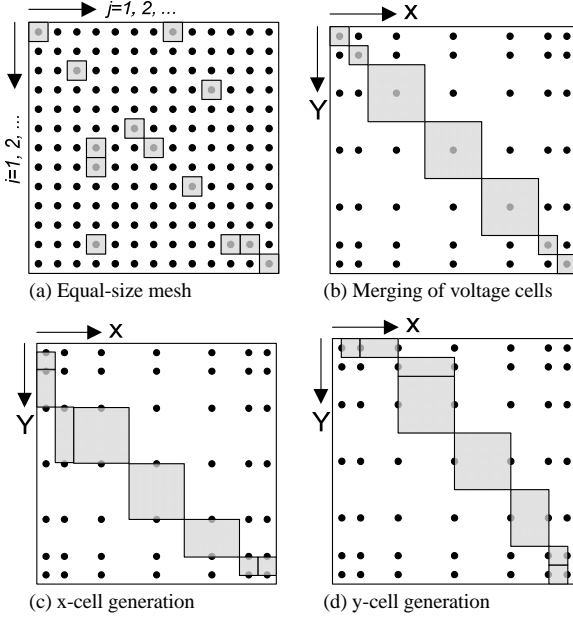 j=1, 2, ...
i=1, 2, ...
(a) Equal-size mesh
X
Y
(b) Merging of voltage cells
X
Y
(c) x-cell generation
X
Y
(d) y-cell generation